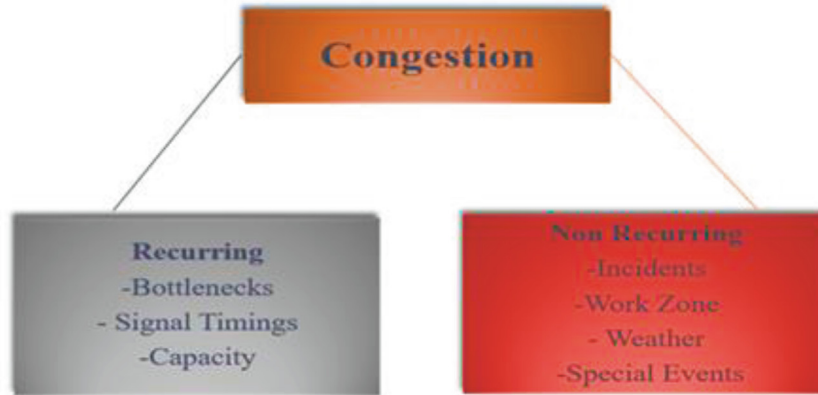 Congestion
Recurring
-Bottlenecks
- Signal Timings
-Capacity
Non Recurring
-Incidents
-Work Zone
- Weather
-Special Events